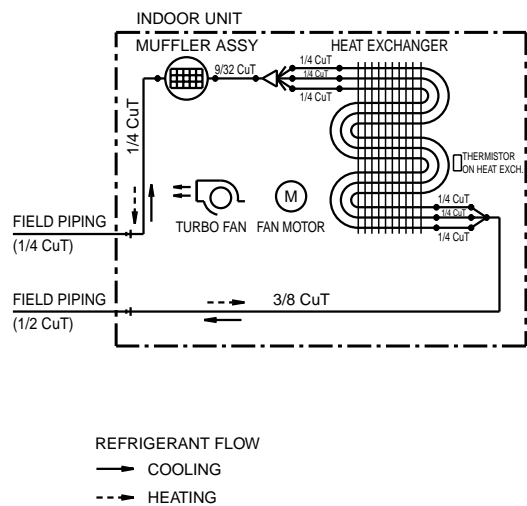 INDOOR UNIT
MUFFLER ASSY
HEAT EXCHANGER
9/32 CuT
1/4 CuT
1/4 CuT
1/4 CuT
1/4 CuT
THERMISTOR
ON HEAT EXCH.
M
TURBO FAN
FAN MOTOR
1/4 CuT
1/4 CuT
1/4 CuT
FIELD PIPING
(1/4 CuT)
FIELD PIPING
(1/2 CuT)
3/8 CuT
REFRIGERANT FLOW
COOLING
HEATING